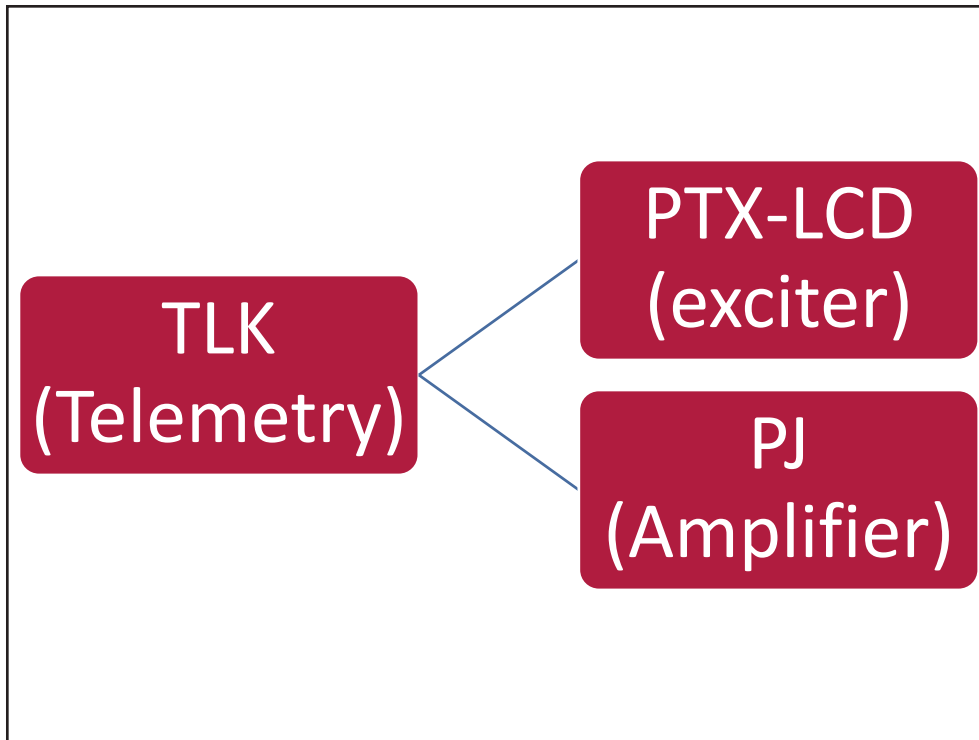 TLK
(Telemetry)
PTX-LCD
(exciter)
PJ
(Amplifier)